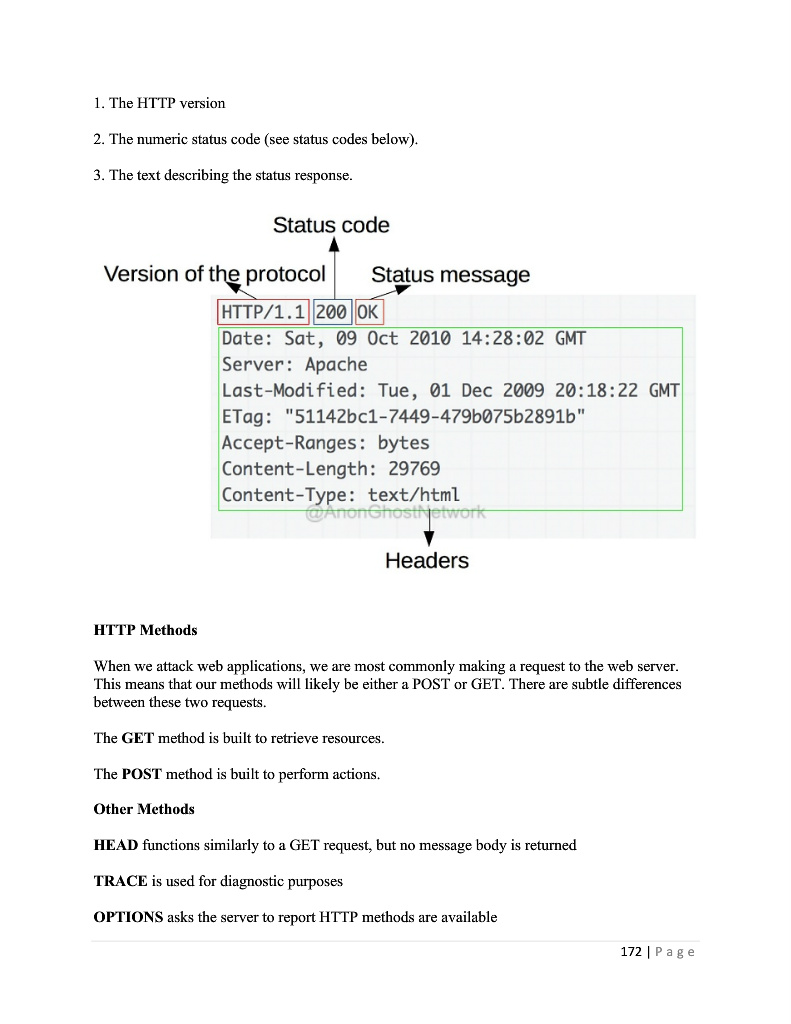 1. The HTTP version
2. The numeric status code (see status codes below).
3. The text describing the status response.
Status code
Version of the protocol
Status message
HTTP/1.1 200 OK
Date: Sat, 09 Oct 2010 14:28:02 GMT
Server: Apache
Last-Modified: Tue, 01 Dec 2009 20:18:22 GMT
ETag: "51142bc1-7449-479b075b2891b"
Accept-Ranges: bytes
Content-Length: 29769
Content-Type: text/html
@AnonGhostNetwork
Headers
HTTP Methods
When we attack web applications, we are most commonly making a request to the web server.
This means that our methods will likely be either a POST or GET. There are subtle differences
between these two requests.
The GET method is built to retrieve resources.
The POST method is built to perform actions.
Other Methods
HEAD functions similarly to a GET request, but no message body is returned
TRACE is used for diagnostic purposes
OPTIONS asks the server to report HTTP methods are available
172 | P a g e